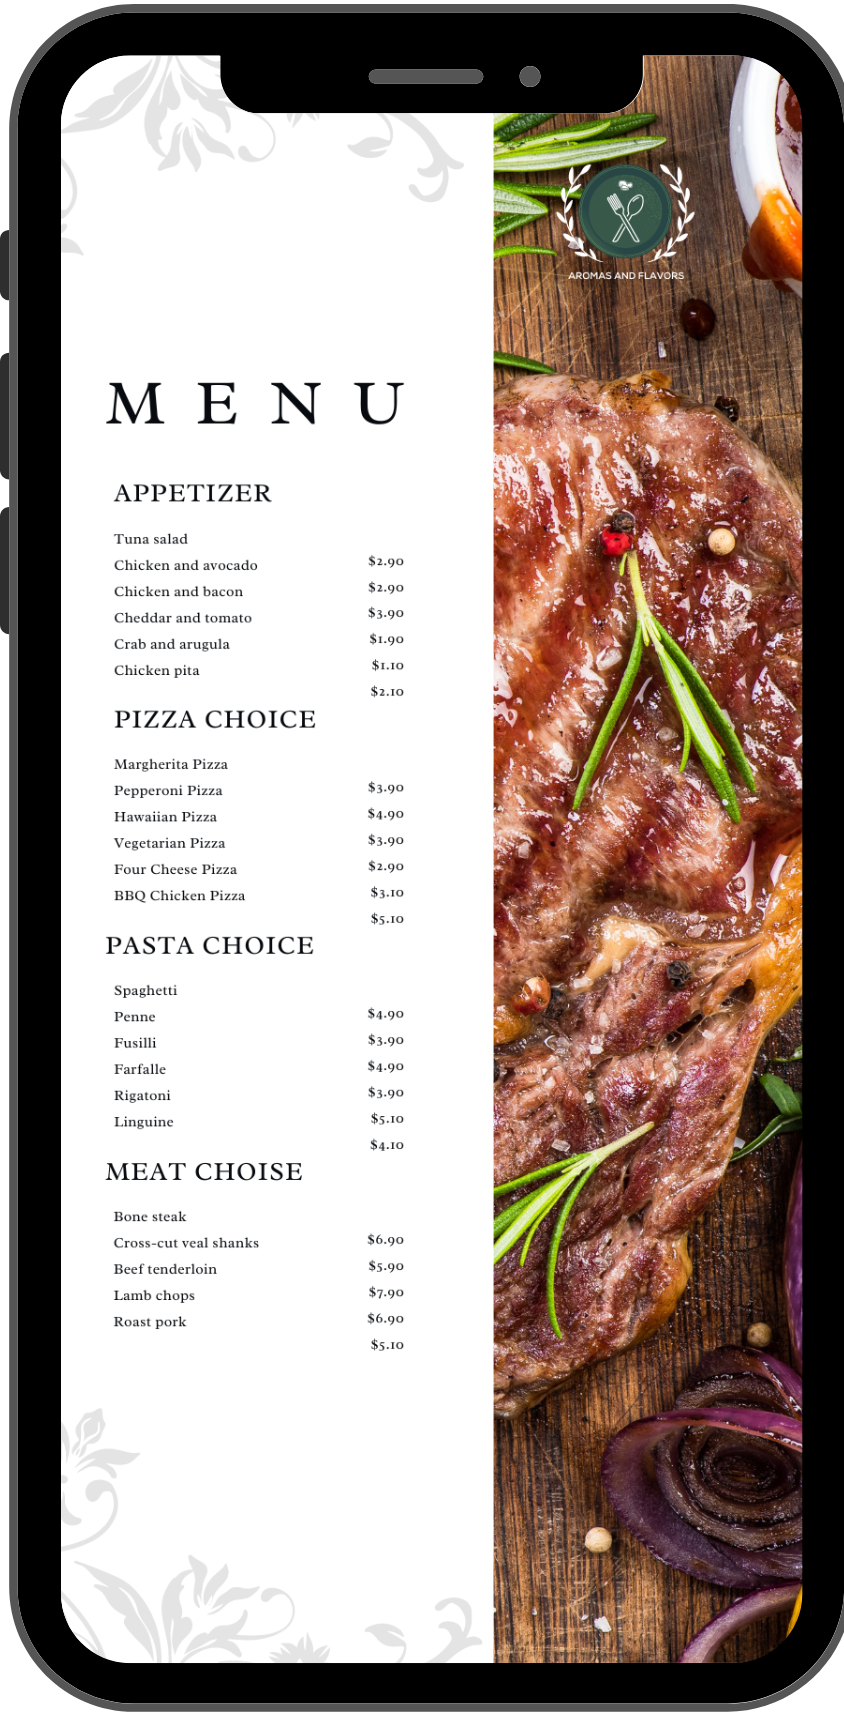 AROMAS AND FLAVORS
MENU
APPETIZER
Tuna salad
$2.90
Chicken and avocado
$2.90
Chicken and bacon
$3.90
Cheddar and tomato
$1.90
Crab and arugula
$1.10
Chicken pita
$2.10
PIZZA CHOICE
Margherita Pizza
$3.90
Pepperoni Pizza
$4.90
Hawaiian Pizza
$3.90
Vegetarian Pizza
$2.90
Four Cheese Pizza
$3.10
BBQ Chicken Pizza
$5.10
PASTA CHOICE
Spaghetti
$4.90
Penne
$3.90
Fusilli
$4.90
Farfalle
$3.90
Rigatoni
$5.10
Linguine
$4.10
MEAT CHOISE
Bone steak
$6.90
Cross-cut veal shanks
$5.90
Beef tenderloin
$7.90
Lamb chops
$6.90
Roast pork
$5.10